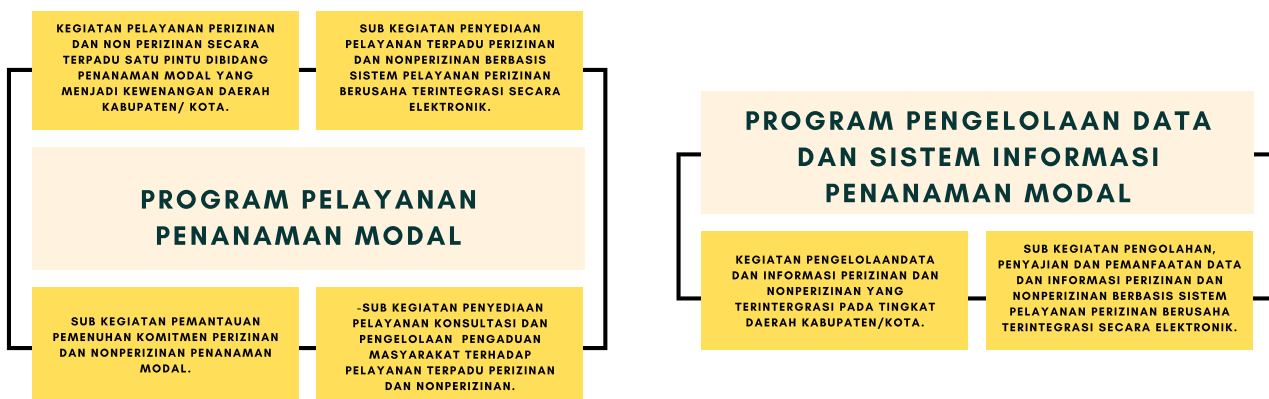 KEGIATAN PELAYANAN PERIZINAN
DAN NON PERIZINAN SECARA
TERPADU SATU PINTU DIBIDANG
PENANAMAN MODAL YANG
MENJADI KEWENANGAN DAERAH
KABUPATEN/ KOTA.
SUB KEGIATAN PENYEDIAAN
PELAYANAN TERPADU PERIZINAN
DAN NONPERIZINAN BERBASIS
SISTEM PELAYANAN PERIZINAN
BERUSAHA TERINTEGRASI SECARA
ELEKTRONIK.
PROGRAM PELAYANAN
PENANAMAN MODAL
SUB KEGIATAN PEMANTAUAN
PEMENUHAN KOMITMEN PERIZINAN
DAN NONPERIZINAN PENANAMAN
MODAL.
-SUB KEGIATAN PENYEDIAAN
PELAYANAN KONSULTASI DAN
PENGELOLAAN  PENGADUAN
MASYARAKAT TERHADAP
PELAYANAN TERPADU PERIZINAN
DAN NONPERIZINAN.
PROGRAM PENGELOLAAN DATA
DAN SISTEM INFORMASI
PENANAMAN MODAL
KEGIATAN PENGELOLAANDATA
DAN INFORMASI PERIZINAN DAN
NONPERIZINAN YANG
TERINTERGRASI PADA TINGKAT
DAERAH KABUPATEN/KOTA.
SUB KEGIATAN PENGOLAHAN,
PENYAJIAN DAN PEMANFAATAN DATA
DAN INFORMASI PERIZINAN DAN
NONPERIZINAN BERBASIS SISTEM
PELAYANAN PERIZINAN BERUSAHA
TERINTEGRASI SECARA ELEKTRONIK.